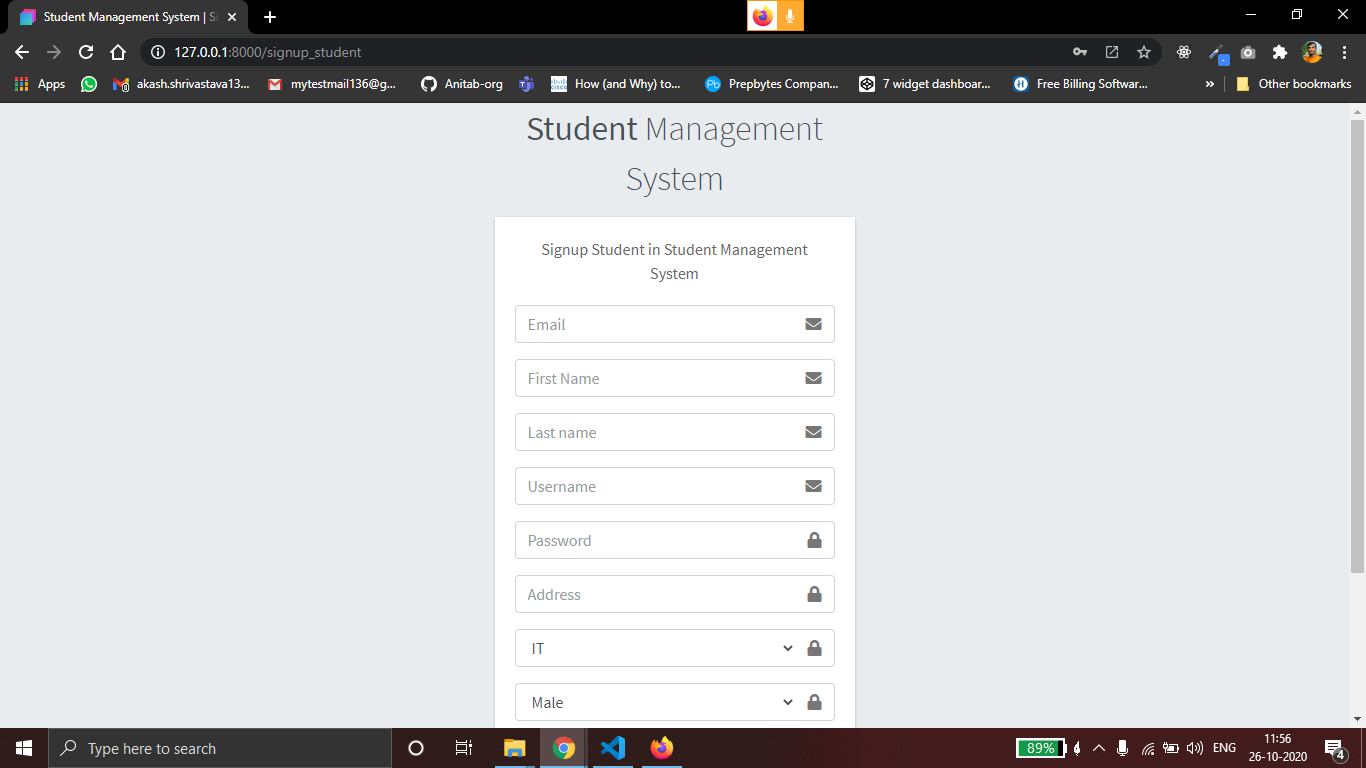 Student Management System | S
127.0.0.1:8000/signup_student
Apps
akash.shrivastava13...
mytestmail136@g...
Anitab-org
How (and Why) to...
Prepbytes Compan...
7 widget dashboar...
Free Billing Softwar...
»
Other bookmarks
Student Management
System
Signup Student in Student Management
System
Email
First Name
Last name
Username
Password
Address
IT
Male
Type here to search
89%
ENG
11:56
26-10-2020
4